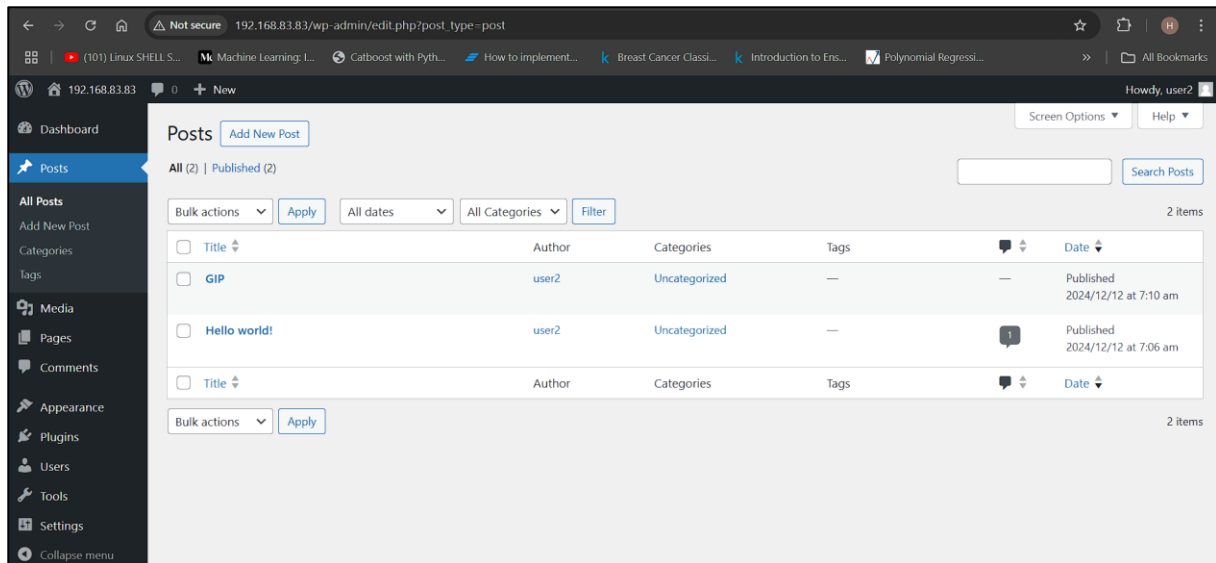 Not secure 192.168.83.83/wp-admin/edit.php?post_type=post H
(101) Linux SHELL S... Machine Learning: I... Catboost with Pyth... How to implement... Breast Cancer Classi... Introduction to Ens... Polynomial Regressi... » All Bookmarks
192.168.83.83 0 + New Howdy, user2
Dashboard
Posts
All Posts
Add New Post
Categories
Tags
Media
Pages
Comments
Appearance
Plugins
Users
Tools
Settings
Collapse menu
Screen Options ▼ Help ▼
Posts Add New Post
All (2) | Published (2) Search Posts
Bulk actions Apply All dates All Categories Filter 2 items
Title Author Categories Tags Date
GIP user2 Uncategorized — — Published
2024/12/12 at 7:10 am
Hello world! user2 Uncategorized — 1 Published
2024/12/12 at 7:06 am
Title Author Categories Tags Date
Bulk actions Apply 2 items